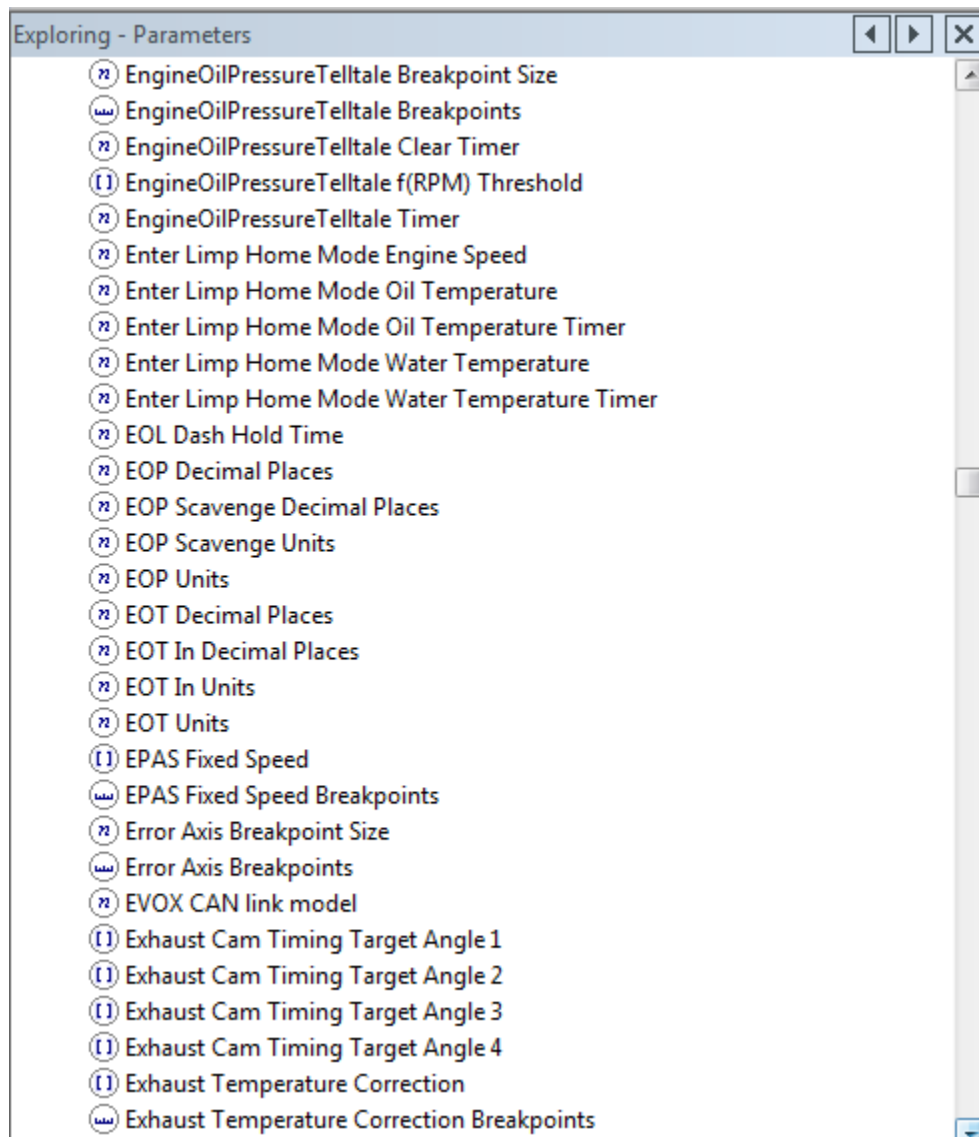 Exploring - Parameters
EngineOilPressureTelltale Breakpoint Size
EngineOilPressureTelltale Breakpoints
EngineOilPressureTelltale Clear Timer
EngineOilPressureTelltale f(RPM) Threshold
EngineOilPressureTelltale Timer
Enter Limp Home Mode Engine Speed
Enter Limp Home Mode Oil Temperature
Enter Limp Home Mode Oil Temperature Timer
Enter Limp Home Mode Water Temperature
Enter Limp Home Mode Water Temperature Timer
EOL Dash Hold Time
EOP Decimal Places
EOP Scavenge Decimal Places
EOP Scavenge Units
EOP Units
EOT Decimal Places
EOT In Decimal Places
EOT In Units
EOT Units
EPAS Fixed Speed
EPAS Fixed Speed Breakpoints
Error Axis Breakpoint Size
Error Axis Breakpoints
EVOX CAN link model
Exhaust Cam Timing Target Angle 1
Exhaust Cam Timing Target Angle 2
Exhaust Cam Timing Target Angle 3
Exhaust Cam Timing Target Angle 4
Exhaust Temperature Correction
Exhaust Temperature Correction Breakpoints